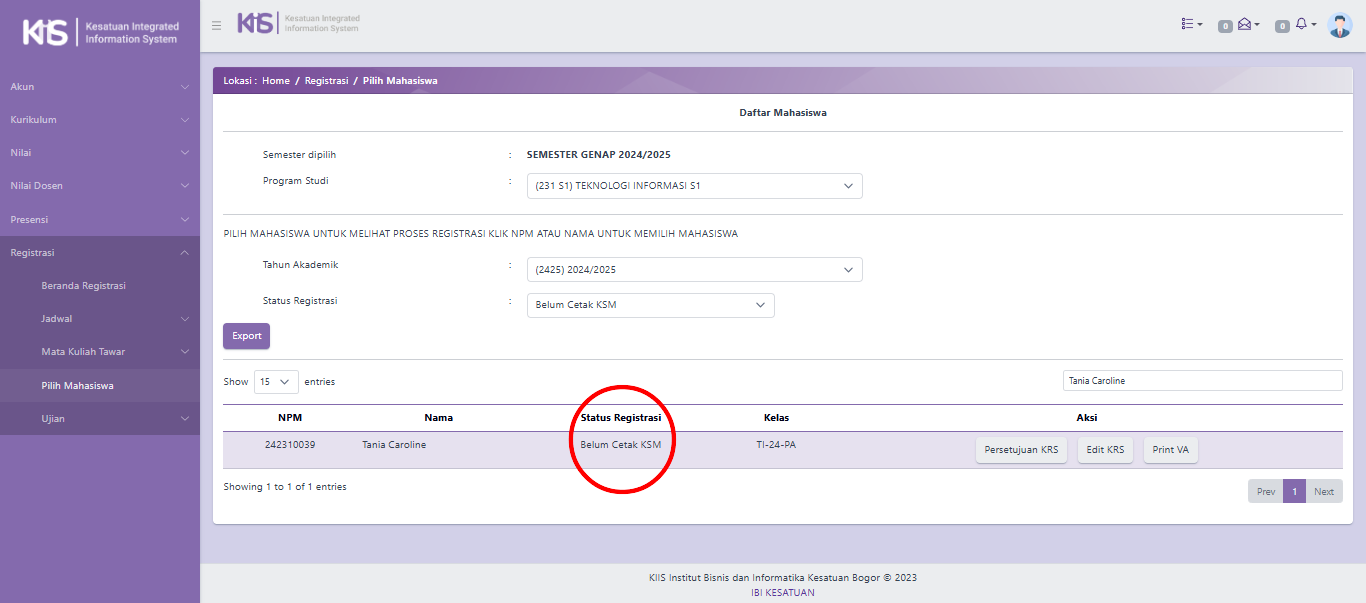 KIIS Kesatuan Integrated
Information System
KIIS Kesatuan Integrated
Information System
0 0
Akun
Kurikulum
Nilai
Nilai Dosen
Presensi
Registrasi
Beranda Registrasi
Jadwal
Mata Kuliah Tawar
Pilih Mahasiswa
Ujian
Lokasi : Home / Registrasi / Pilih Mahasiswa
Daftar Mahasiswa
Semester dipilih : SEMESTER GENAP 2024/2025
Program Studi : (231 S1) TEKNOLOGI INFORMASI S1
PILIH MAHASISWA UNTUK MELIHAT PROSES REGISTRASI KLIK NPM ATAU NAMA UNTUK MEMILIH MAHASISWA
Tahun Akademik : (2425) 2024/2025
Status Registrasi : Belum Cetak KSM
Export
Show 15 entries Tania Caroline
NPM Nama Status Registrasi Kelas Aksi
242310039 Tania Caroline Belum Cetak KSM TI-24-PA Persetujuan KRS Edit KRS Print VA
Showing 1 to 1 of 1 entries Prev 1 Next
KIIS Institut Bisnis dan Informatika Kesatuan Bogor © 2023
IBI KESATUAN